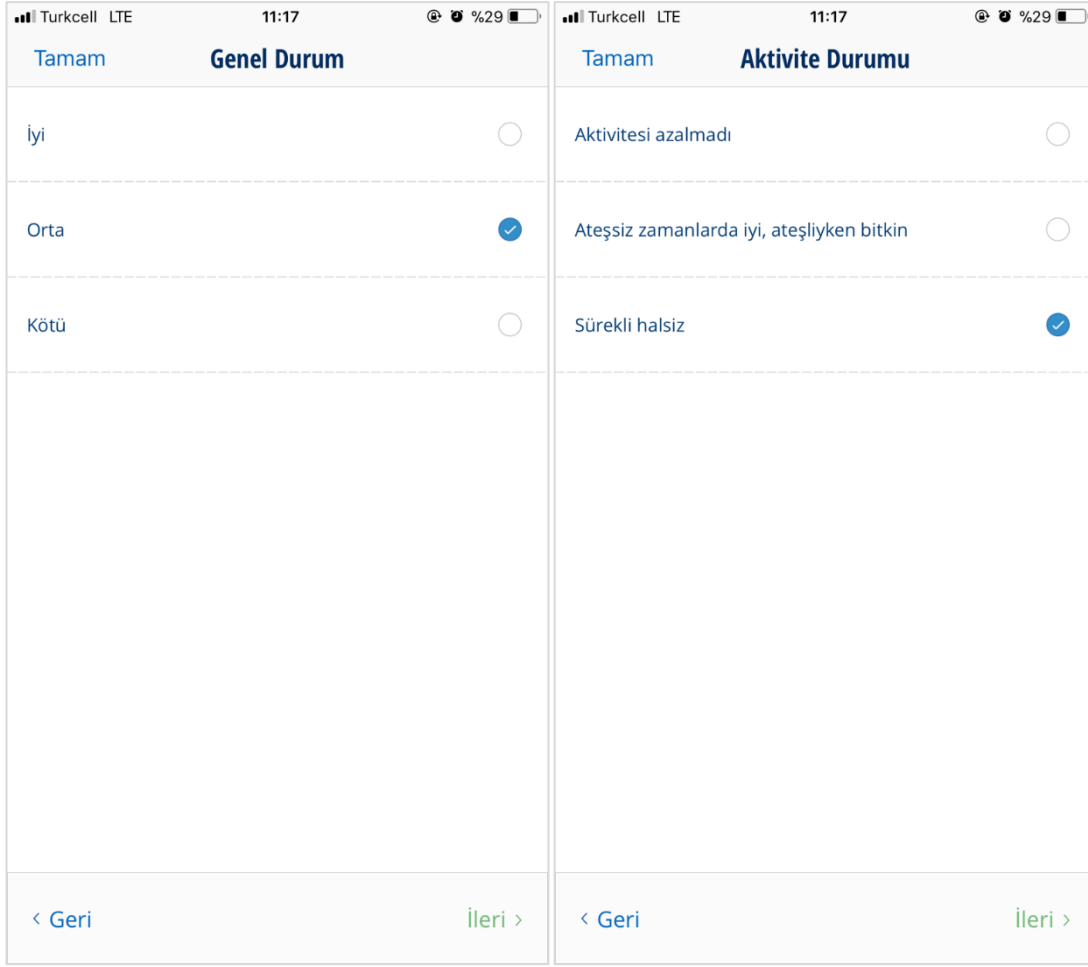 Turkcell LTE 11:17 %29
Tamam Genel Durum
İyi
Orta
Kötü
< Geri İleri >
Turkcell LTE 11:17 %29
Tamam Aktivite Durumu
Aktivitesi azalmadı
Ateşsiz zamanlarda iyi, ateşliyken bitkin
Sürekli halsiz
< Geri İleri >